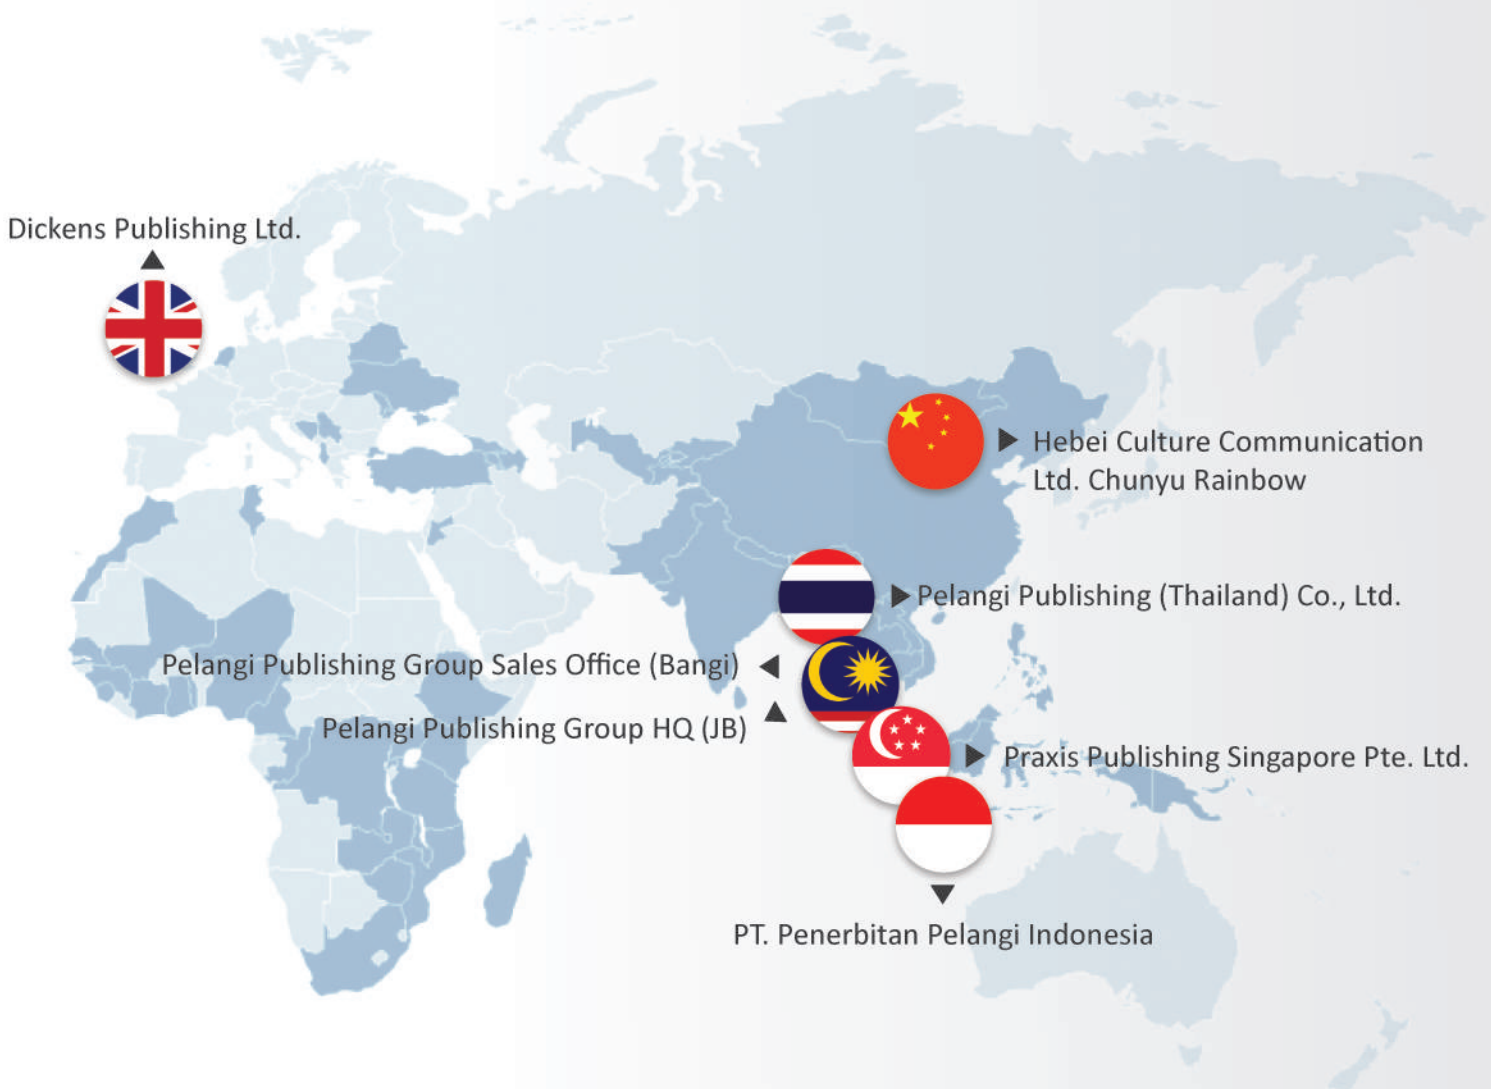 Dickens Publishing Ltd.
Hebei Culture Communication
Ltd. Chunyu Rainbow
Pelangi Publishing (Thailand) Co., Ltd.
Pelangi Publishing Group Sales Office (Bangi)
Pelangi Publishing Group HQ (JB)
Praxis Publishing Singapore Pte. Ltd.
PT. Penerbitan Pelangi Indonesia